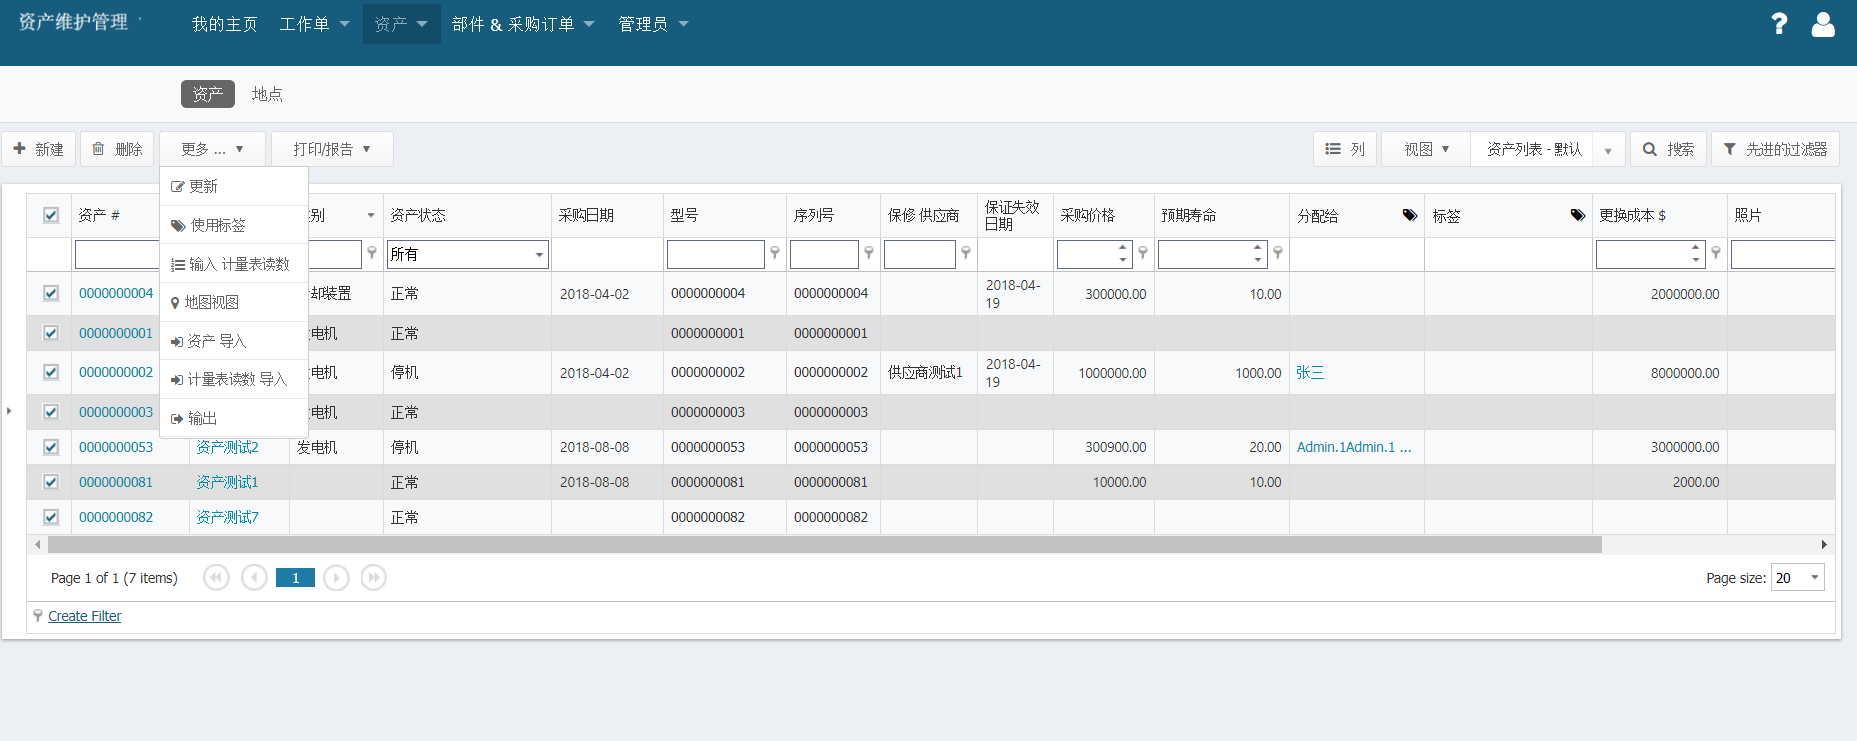 资产维护管理
我的主页 工作单 资产 部件 & 采购订单 管理员
资产 地点
新建 删除 更多 ... 打印/报告 列 视图 资产列表 - 默认 搜索 先进的过滤器
更新
使用标签
输入 计量表读数
地图视图
资产 导入
计量表读数 导入
输出
资产 # 别 资产状态 采购日期 型号 序列号 保修 供应商 保证失效日期 采购价格 预期寿命 分配给 标签 更换成本 $ 照片
所有
0000000004 却装置 正常 2018-04-02 0000000004 0000000004 2018-04-19 300000.00 10.00 2000000.00
0000000001 电机 正常 0000000001 0000000001
0000000002 电机 停机 2018-04-02 0000000002 0000000002 供应商测试1 2018-04-19 1000000.00 1000.00 张三 8000000.00
0000000003 电机 正常 0000000003 0000000003
0000000053 资产测试2 发电机 停机 2018-08-08 0000000053 0000000053 300900.00 20.00 Admin.1Admin.1 ... 3000000.00
0000000081 资产测试1 正常 2018-08-08 0000000081 0000000081 10000.00 10.00 2000.00
0000000082 资产测试7 正常 0000000082 0000000082
Page 1 of 1 (7 items) 1 Page size: 20
Create Filter